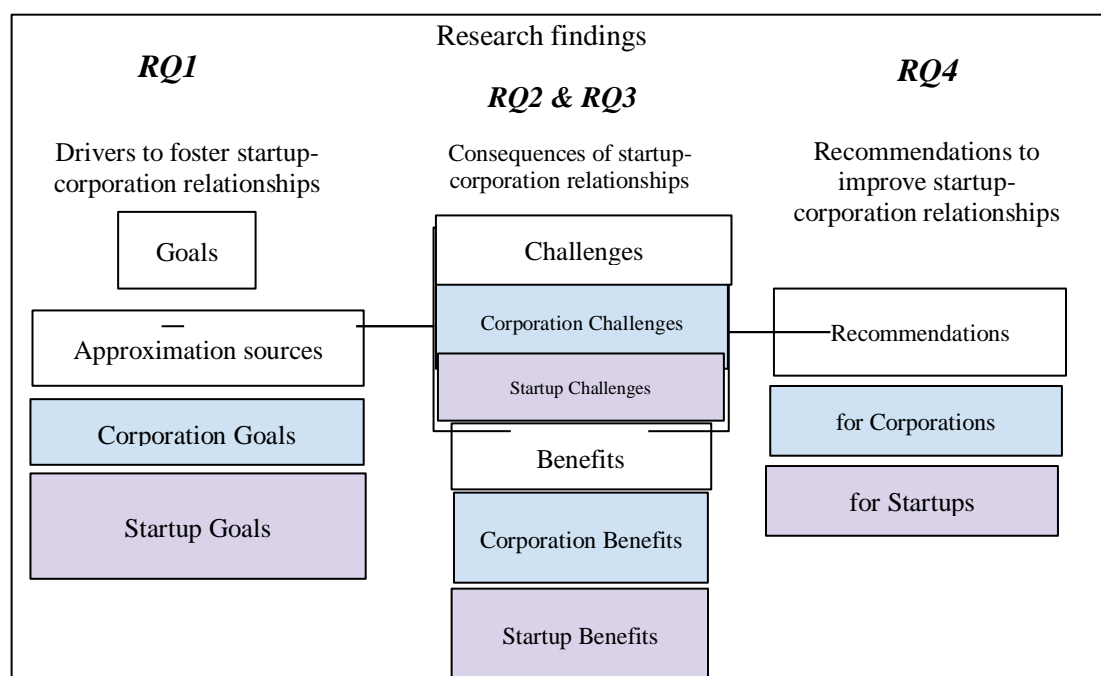 Research findings
RQ1
Drivers to foster startup-
corporation relationships
Goals
Approximation sources
Corporation Goals
Startup Goals
RQ2 & RQ3
Consequences of startup-
corporation relationships
Challenges
Corporation Challenges
Startup Challenges
Benefits
Corporation Benefits
Startup Benefits
RQ4
Recommendations to
improve startup-
corporation relationships
Recommendations
for Corporations
for Startups